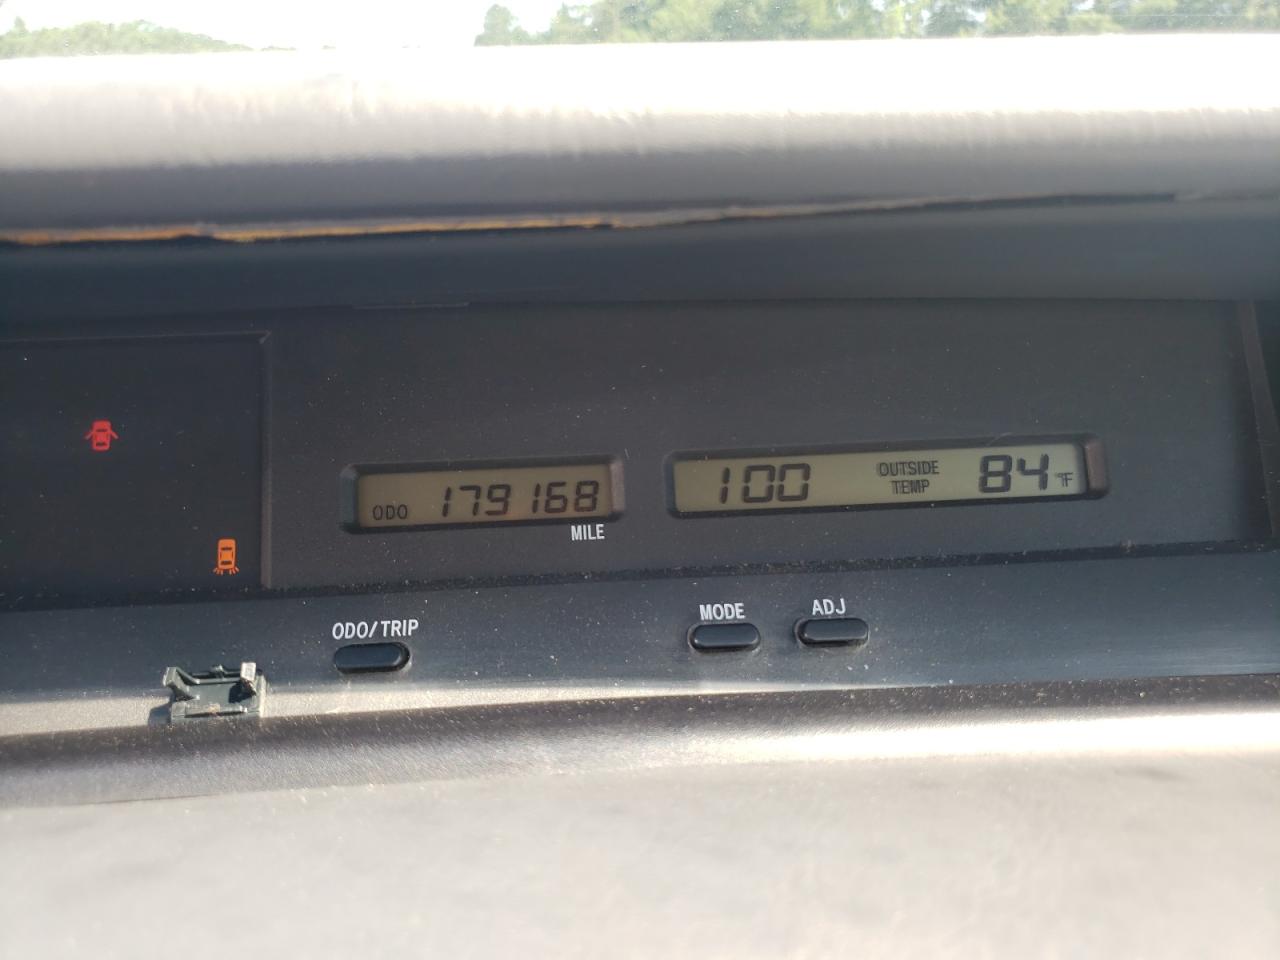 ODO 179168
MILE
100 OUTSIDE TEMP 84°F
ODO/TRIP
MODE
ADJ